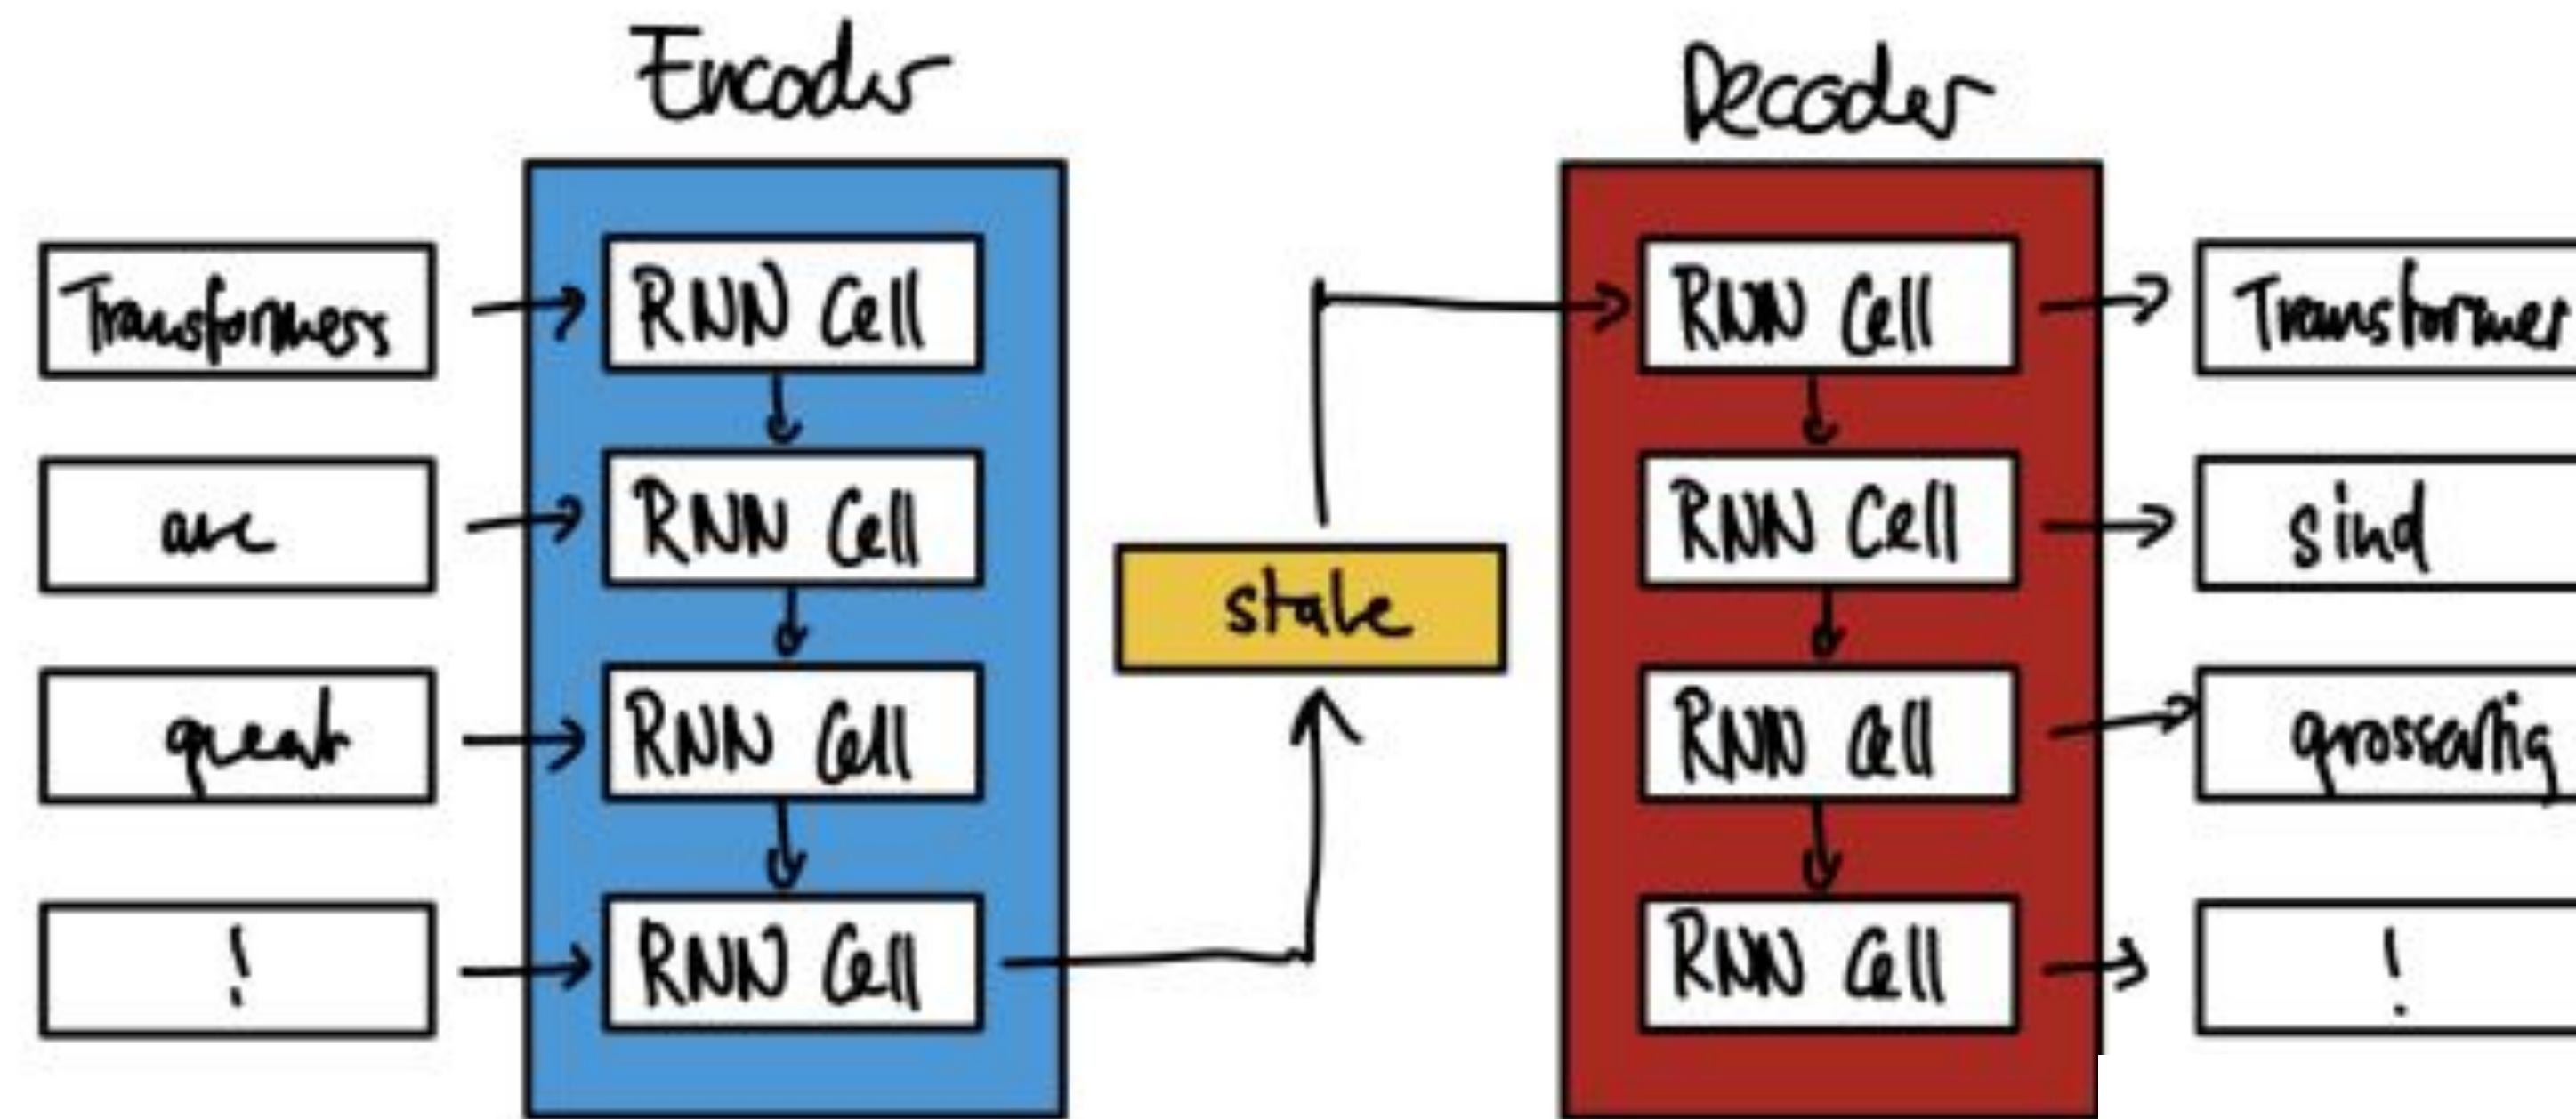 Encoder
Decoder
Transformers
RNN Cell
RNN Cell
Transformer
are
RNN Cell
RNN Cell
sind
state
great
RNN Cell
RNN Cell
grossartig
!
RNN Cell
RNN Cell
!